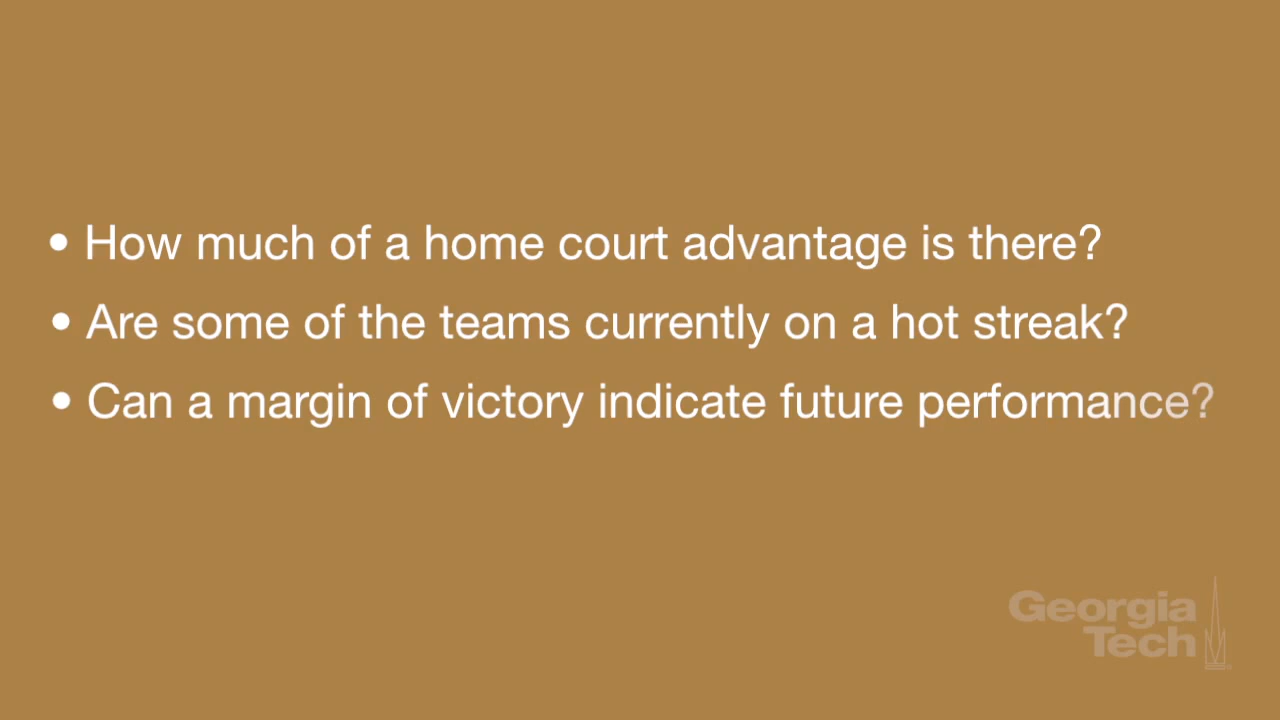 • How much of a home court advantage is there?
• Are some of the teams currently on a hot streak?
• Can a margin of victory indicate future performance?
Georgia
Tech